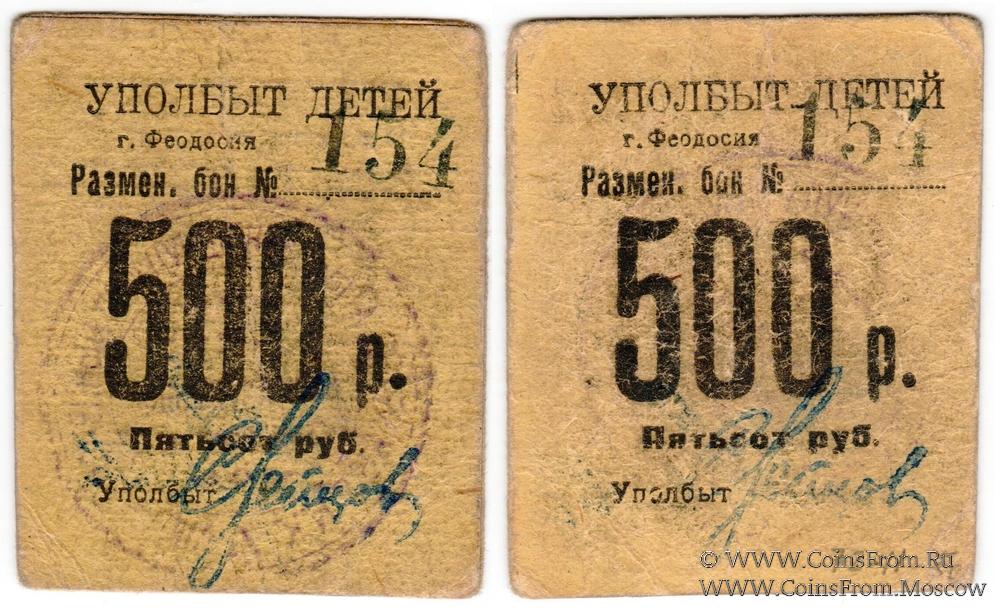 УПОЛБЫТ ДЕТЕЙ
г. Феодосия
Размен. бон № 154
500 р.
Пятьсот руб.
Уполбыт
УПОЛБЫТ ДЕТЕЙ
г. Феодосия
Размен. бон № 154
500 р.
Пятьсот руб.
Уполбыт
© WWW.CoinsFrom.Ru
WWW.CoinsFrom.Moscow